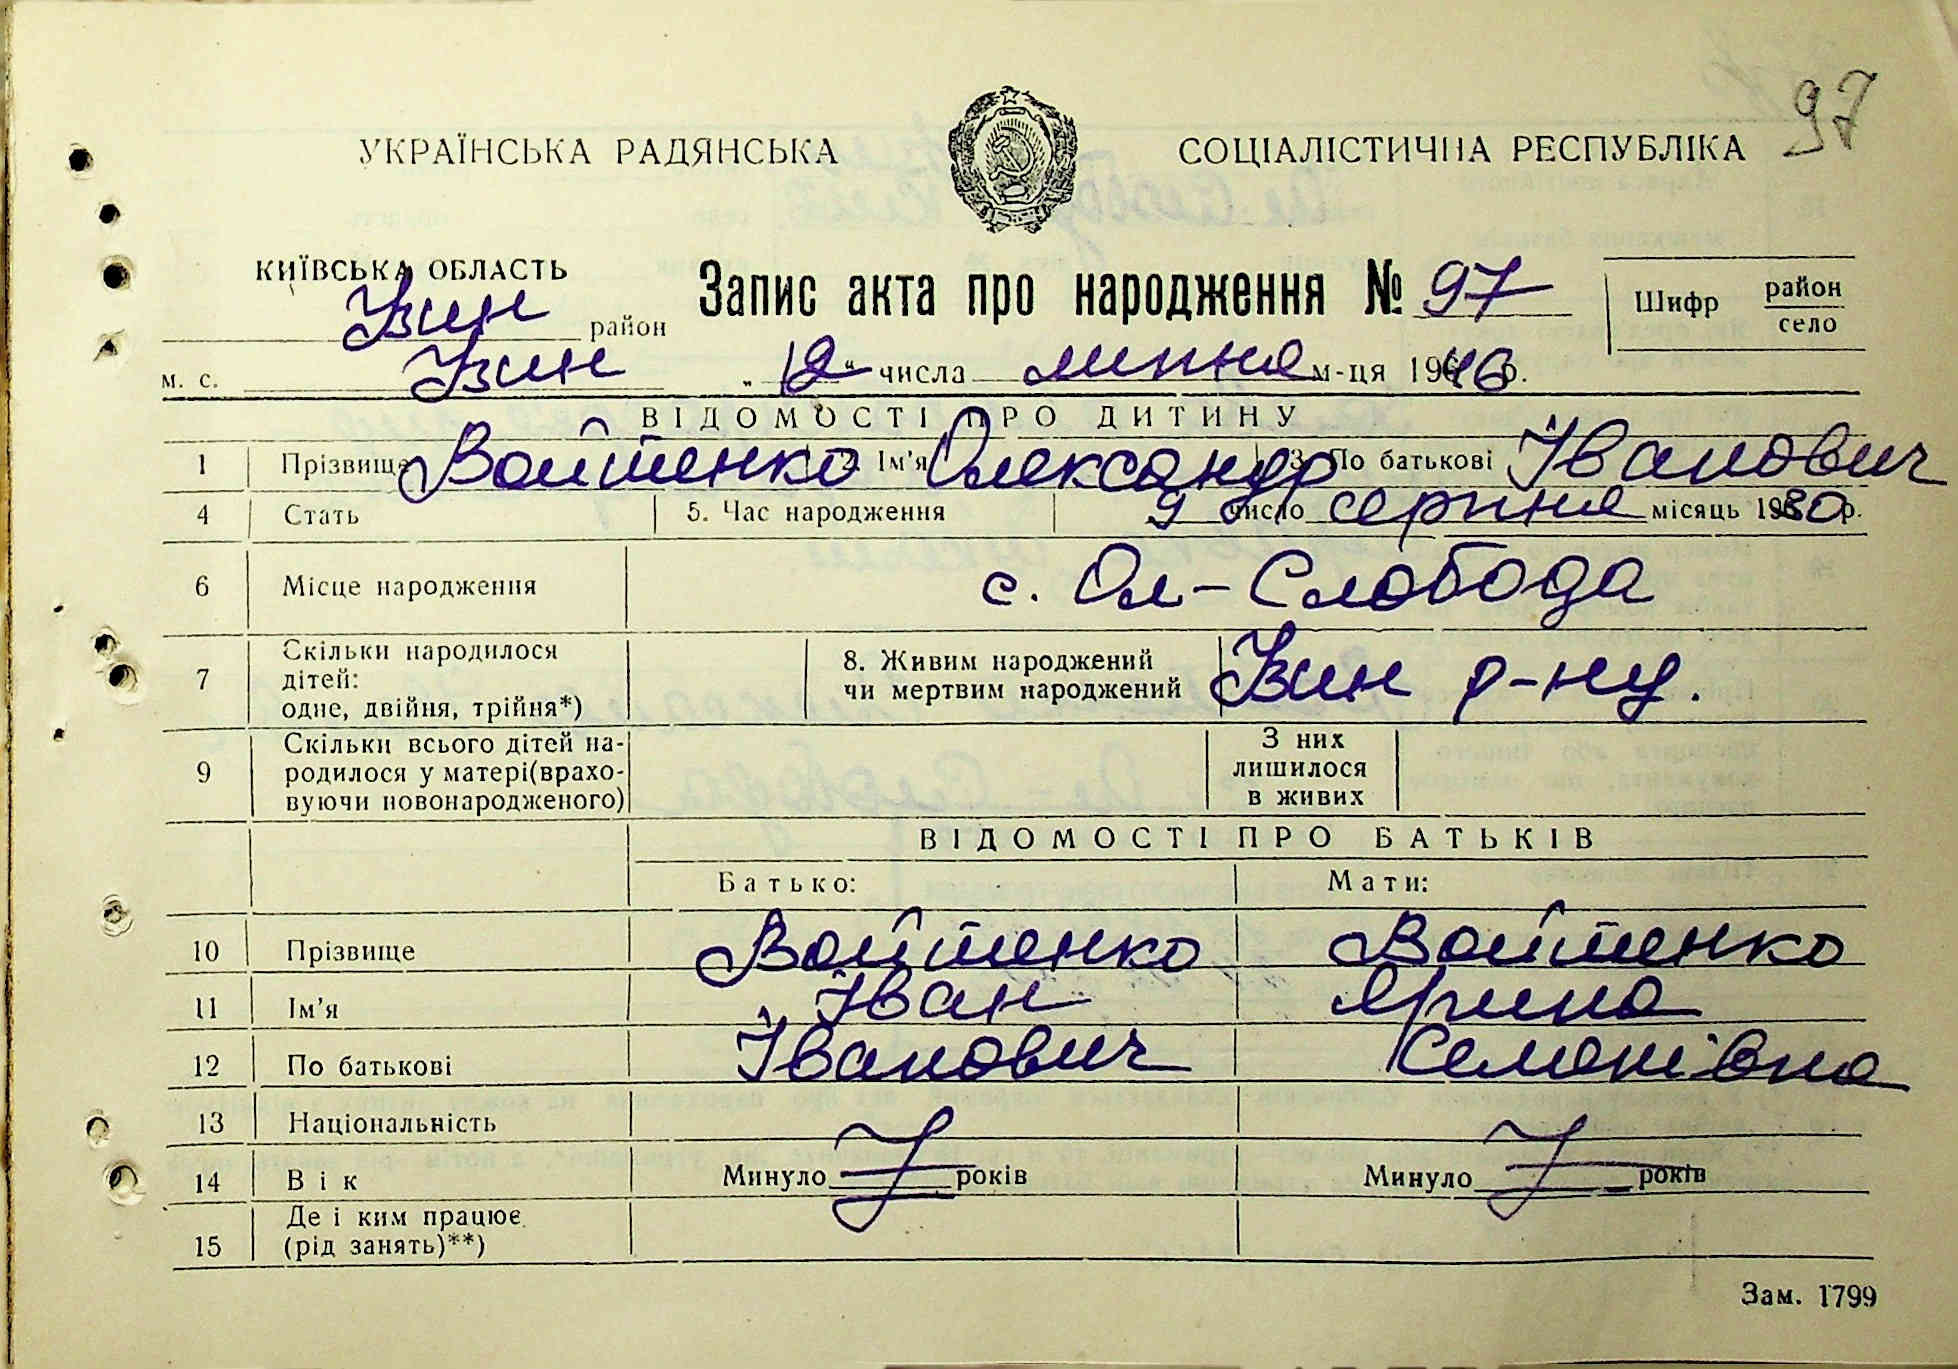 97
УКРАЇНСЬКА РАДЯНСЬКА СОЦІАЛІСТИЧНА РЕСПУБЛІКА
КИЇВСЬКА ОБЛАСТЬ
Узин район
Запис акта про народження № 97
Шифр район село
м. с. Узин „12“ числа липня м-ця 1946 р.
ВІДОМОСТІ ПРО ДИТИНУ
1 Прізвище Войтенко 2. Ім'я Олександр 3. По батькові Іванович
4 Стать 5. Час народження 9 число серпня місяць 1930 р.
6 Місце народження с. Ол-Слобода
7 Скільки народилося дітей: одне, двійня, трійня*) 8. Живим народжений чи мертвим народжений Узин р-ну.
9 Скільки всього дітей народилося у матері(враховуючи новонародженого) З них лишилося в живих
ВІДОМОСТІ ПРО БАТЬКІВ
Батько: Мати:
10 Прізвище Войтенко Войтенко
11 Ім'я Іван Ярина
12 По батькові Іванович Семенівна
13 Національність
14 Вік Минуло років Минуло років
15 Де і ким працює (рід занять)**)
Зам. 1799